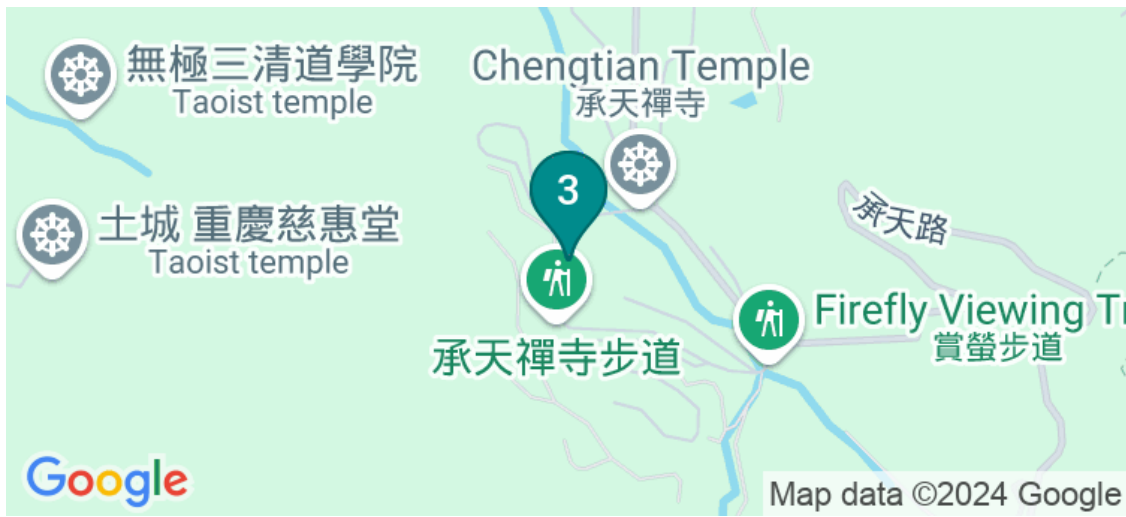 無極三清道學院
Taoist temple
Chengtian Temple
承天禪寺
3
土城 重慶慈惠堂
Taoist temple
承天路
承天禪寺步道
Firefly Viewing Tr
賞螢步道
Google
Map data ©2024 Google